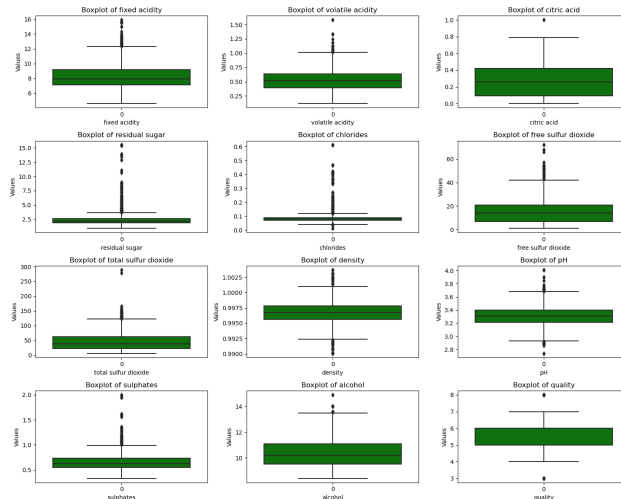 Boxplot of fixed acidity
Values
16
14
12
10
8
6
0
fixed acidity
Boxplot of volatile acidity
Values
1.50
1.25
1.00
0.75
0.50
0.25
0
volatile acidity
Boxplot of citric acid
Values
1.0
0.8
0.6
0.4
0.2
0.0
0
citric acid
Boxplot of residual sugar
Values
15.0
12.5
10.0
7.5
5.0
2.5
0
residual sugar
Boxplot of chlorides
Values
0.6
0.5
0.4
0.3
0.2
0.1
0.0
0
chlorides
Boxplot of free sulfur dioxide
Values
60
40
20
0
0
free sulfur dioxide
Boxplot of total sulfur dioxide
Values
300
250
200
150
100
50
0
0
total sulfur dioxide
Boxplot of density
Values
1.0025
1.0000
0.9975
0.9950
0.9925
0.9900
0
density
Boxplot of pH
Values
4.0
3.8
3.6
3.4
3.2
3.0
2.8
0
pH
Boxplot of sulphates
Values
2.0
1.5
1.0
0.5
0
sulphates
Boxplot of alcohol
Values
14
12
10
0
alcohol
Boxplot of quality
Values
8
7
6
5
4
3
0
quality